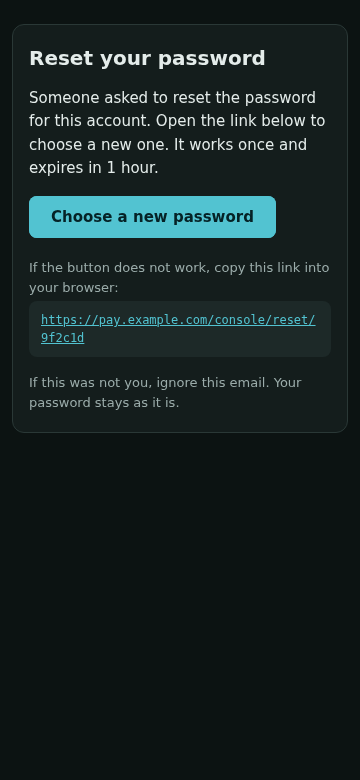 Reset your password
Someone asked to reset the password
for this account. Open the link below to
choose a new one. It works once and
expires in 1 hour.
Choose a new password
If the button does not work, copy this link into
your browser:
https://pay.example.com/console/reset/
9f2c1d
If this was not you, ignore this email. Your
password stays as it is.